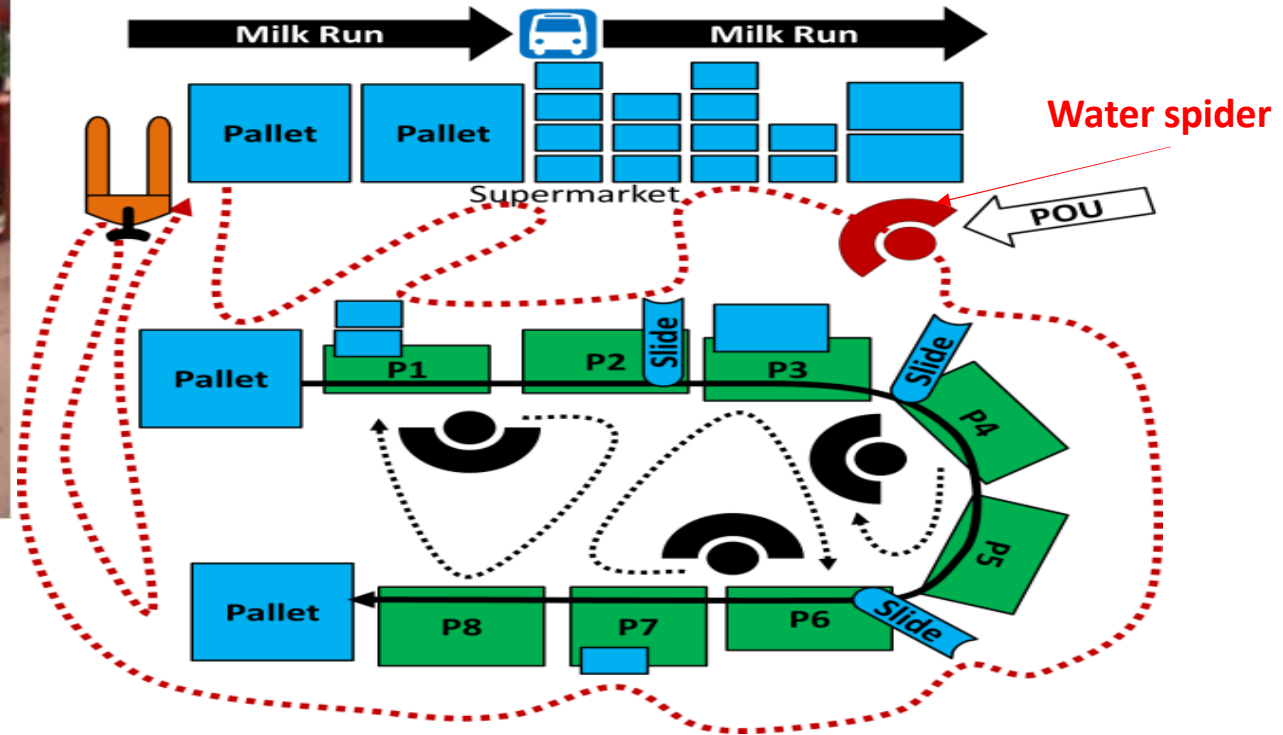 Milk Run
Milk Run
Water spider
Pallet
Pallet
Supermarket
POU
Pallet
P1
P2
Slide
P3
Slide
P4
P5
Pallet
P8
P7
P6
Slide